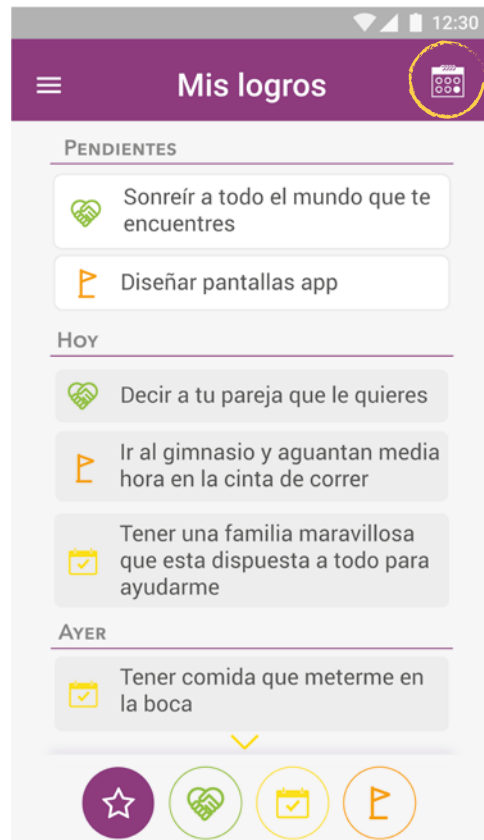 12:30
Mis logros
PENDIENTES
Sonreír a todo el mundo que te
encuentres
Diseñar pantallas app
HOY
Decir a tu pareja que le quieres
Ir al gimnasio y aguantan media
hora en la cinta de correr
Tener una familia maravillosa
que esta dispuesta a todo para
ayudarme
AYER
Tener comida que meterme en
la boca